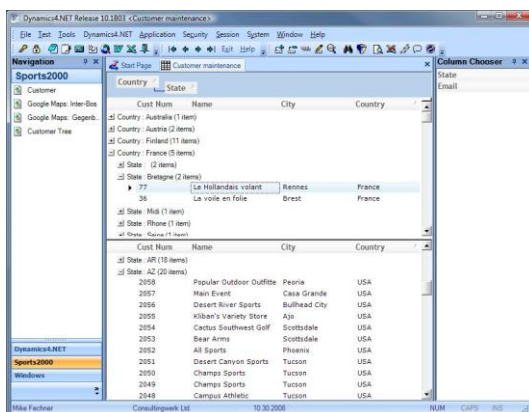 Dynamics4.NET Release 10.1B03 <Customer maintenance>
File Test Tools Dynamics4.NET Application Security Session System Window Help
Exit Help
Navigation
Sports2000
Customer
Google Maps: Inter-Bos
Google Maps: Gegenb...
Customer Tree
Dynamics4.NET
Sports2000
Windows
Start Page Customer maintenance
Country
State
Cust Num Name City Country
Country : Australia (1 item)
Country : Austria (2 items)
Country : Finland (11 items)
Country : France (5 items)
State : (2 items)
State : Bretagne (2 items)
77 Le Hollandais volant Rennes France
36 La voile en folie Brest France
State : Midi (1 item)
State : Rhone (1 item)
State : Seine (1 item)
Cust Num Name City Country
State : AR (18 items)
State : AZ (20 items)
2058 Popular Outdoor Outfitte Peoria USA
2057 Main Event Casa Grande USA
2056 Desert River Sports Bullhead City USA
2055 Kliban's Variety Store Ajo USA
2054 Cactus Southwest Golf Scottsdale USA
2053 Bear Arms Scottsdale USA
2052 All Sports Phoenix USA
2051 Desert Canyon Sports Tucson USA
2050 Champs Sports Tucson USA
2049 Champs Sports Tucson USA
2048 Campus Athletic Tucson USA
Column Chooser
State
Email
Mike Fechner Consultingwerk Ltd. 10.30.2008 NUM CAPS INS